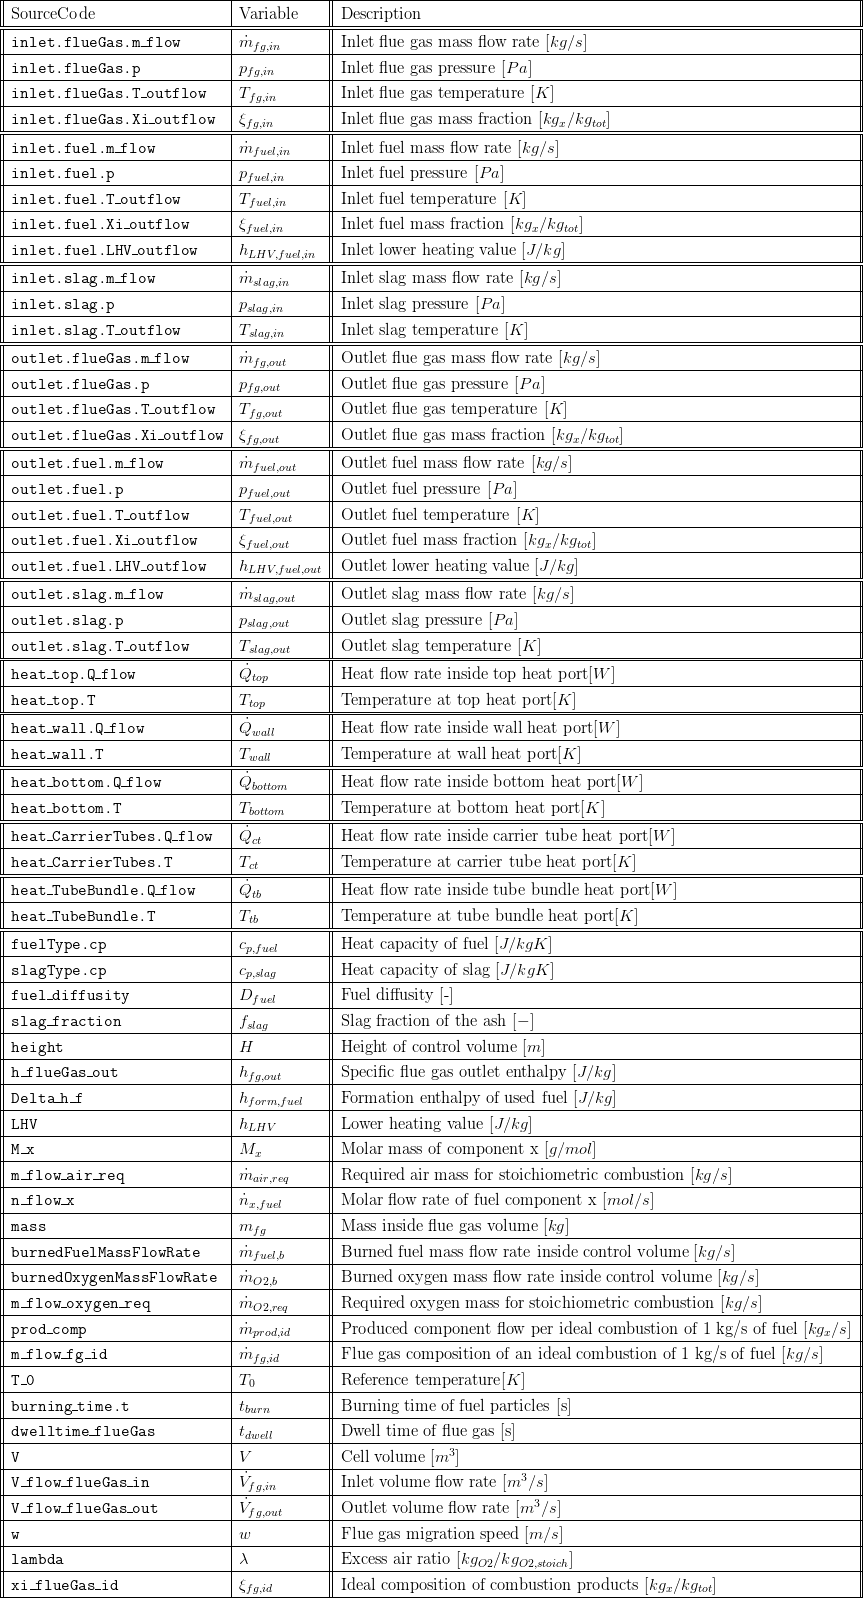 SourceCode Variable Description
inlet.flueGas.m_flow ṁ_{fg,in} Inlet flue gas mass flow rate [kg/s]
inlet.flueGas.p p_{fg,in} Inlet flue gas pressure [Pa]
inlet.flueGas.T_outflow T_{fg,in} Inlet flue gas temperature [K]
inlet.flueGas.Xi_outflow ξ_{fg,in} Inlet flue gas mass fraction [kg_x/kg_{tot}]
inlet.fuel.m_flow ṁ_{fuel,in} Inlet fuel mass flow rate [kg/s]
inlet.fuel.p p_{fuel,in} Inlet fuel pressure [Pa]
inlet.fuel.T_outflow T_{fuel,in} Inlet fuel temperature [K]
inlet.fuel.Xi_outflow ξ_{fuel,in} Inlet fuel mass fraction [kg_x/kg_{tot}]
inlet.fuel.LHV_outflow h_{LHV,fuel,in} Inlet lower heating value [J/kg]
inlet.slag.m_flow ṁ_{slag,in} Inlet slag mass flow rate [kg/s]
inlet.slag.p p_{slag,in} Inlet slag pressure [Pa]
inlet.slag.T_outflow T_{slag,in} Inlet slag temperature [K]
outlet.flueGas.m_flow ṁ_{fg,out} Outlet flue gas mass flow rate [kg/s]
outlet.flueGas.p p_{fg,out} Outlet flue gas pressure [Pa]
outlet.flueGas.T_outflow T_{fg,out} Outlet flue gas temperature [K]
outlet.flueGas.Xi_outflow ξ_{fg,out} Outlet flue gas mass fraction [kg_x/kg_{tot}]
outlet.fuel.m_flow ṁ_{fuel,out} Outlet fuel mass flow rate [kg/s]
outlet.fuel.p p_{fuel,out} Outlet fuel pressure [Pa]
outlet.fuel.T_outflow T_{fuel,out} Outlet fuel temperature [K]
outlet.fuel.Xi_outflow ξ_{fuel,out} Outlet fuel mass fraction [kg_x/kg_{tot}]
outlet.fuel.LHV_outflow h_{LHV,fuel,out} Outlet lower heating value [J/kg]
outlet.slag.m_flow ṁ_{slag,out} Outlet slag mass flow rate [kg/s]
outlet.slag.p p_{slag,out} Outlet slag pressure [Pa]
outlet.slag.T_outflow T_{slag,out} Outlet slag temperature [K]
heat_top.Q_flow Q̇_{top} Heat flow rate inside top heat port[W]
heat_top.T T_{top} Temperature at top heat port[K]
heat_wall.Q_flow Q̇_{wall} Heat flow rate inside wall heat port[W]
heat_wall.T T_{wall} Temperature at wall heat port[K]
heat_bottom.Q_flow Q̇_{bottom} Heat flow rate inside bottom heat port[W]
heat_bottom.T T_{bottom} Temperature at bottom heat port[K]
heat_CarrierTubes.Q_flow Q̇_{ct} Heat flow rate inside carrier tube heat port[W]
heat_CarrierTubes.T T_{ct} Temperature at carrier tube heat port[K]
heat_TubeBundle.Q_flow Q̇_{tb} Heat flow rate inside tube bundle heat port[W]
heat_TubeBundle.T T_{tb} Temperature at tube bundle heat port[K]
fuelType.cp c_{p,fuel} Heat capacity of fuel [J/kgK]
slagType.cp c_{p,slag} Heat capacity of slag [J/kgK]
fuel_diffusity D_{fuel} Fuel diffusity [-]
slag_fraction f_{slag} Slag fraction of the ash [−]
height H Height of control volume [m]
h_flueGas_out h_{fg,out} Specific flue gas outlet enthalpy [J/kg]
Delta_h_f h_{form,fuel} Formation enthalpy of used fuel [J/kg]
LHV h_{LHV} Lower heating value [J/kg]
M_x M_x Molar mass of component x [g/mol]
m_flow_air_req ṁ_{air,req} Required air mass for stoichiometric combustion [kg/s]
n_flow_x ṅ_{x,fuel} Molar flow rate of fuel component x [mol/s]
mass m_{fg} Mass inside flue gas volume [kg]
burnedFuelMassFlowRate ṁ_{fuel,b} Burned fuel mass flow rate inside control volume [kg/s]
burnedOxygenMassFlowRate ṁ_{O2,b} Burned oxygen mass flow rate inside control volume [kg/s]
m_flow_oxygen_req ṁ_{O2,req} Required oxygen mass for stoichiometric combustion [kg/s]
prod_comp ṁ_{prod,id} Produced component flow per ideal combustion of 1 kg/s of fuel [kg_x/s]
m_flow_fg_id ṁ_{fg,id} Flue gas composition of an ideal combustion of 1 kg/s of fuel [kg/s]
T_0 T_0 Reference temperature[K]
burning_time.t t_{burn} Burning time of fuel particles [s]
dwelltime_flueGas t_{dwell} Dwell time of flue gas [s]
V V Cell volume [m³]
V_flow_flueGas_in V̇_{fg,in} Inlet volume flow rate [m³/s]
V_flow_flueGas_out V̇_{fg,out} Outlet volume flow rate [m³/s]
w w Flue gas migration speed [m/s]
lambda λ Excess air ratio [kg_{O2}/kg_{O2,stoich}]
xi_flueGas_id ξ_{fg,id} Ideal composition of combustion products [kg_x/kg_{tot}]